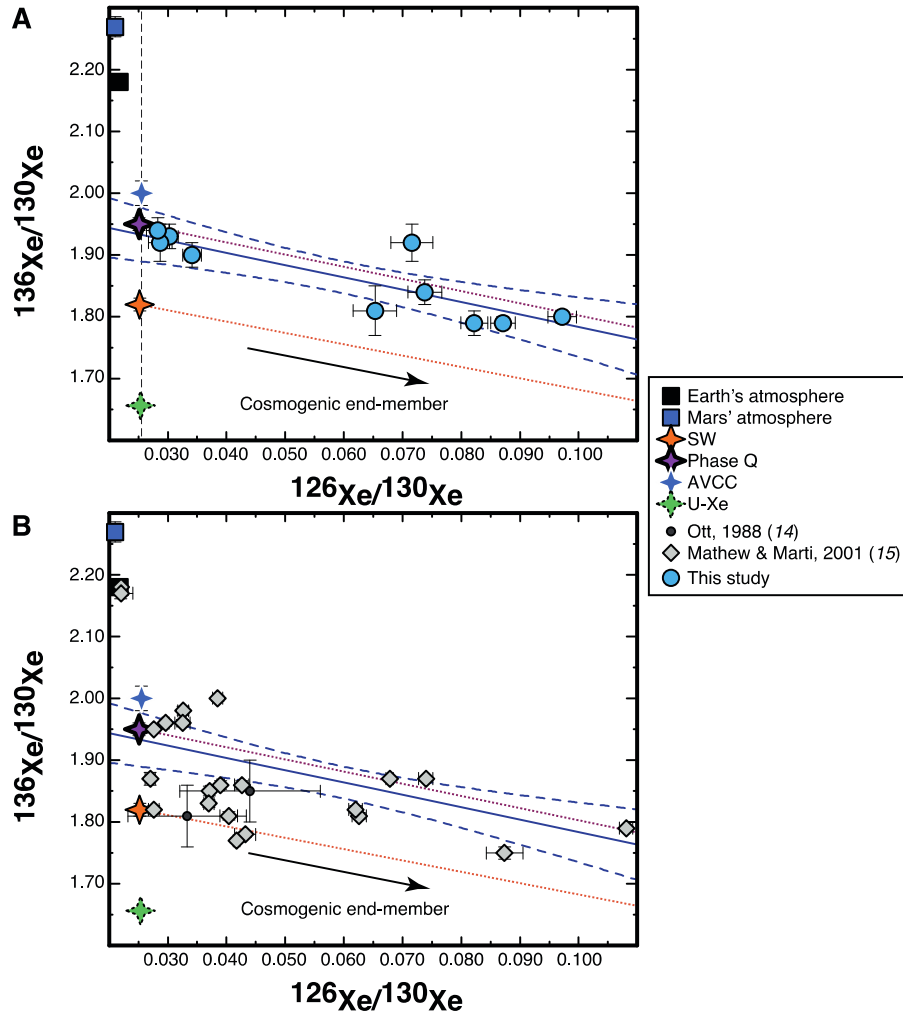 A
2.20
2.10
2.00
1.90
1.80
1.70
136Xe/130Xe
Cosmogenic end-member
0.030 0.040 0.050 0.060 0.070 0.080 0.090 0.100
126Xe/130Xe
Earth's atmosphere
Mars' atmosphere
SW
Phase Q
AVCC
U-Xe
Ott, 1988 (14)
Mathew & Marti, 2001 (15)
This study
B
2.20
2.10
2.00
1.90
1.80
1.70
136Xe/130Xe
Cosmogenic end-member
0.030 0.040 0.050 0.060 0.070 0.080 0.090 0.100
126Xe/130Xe